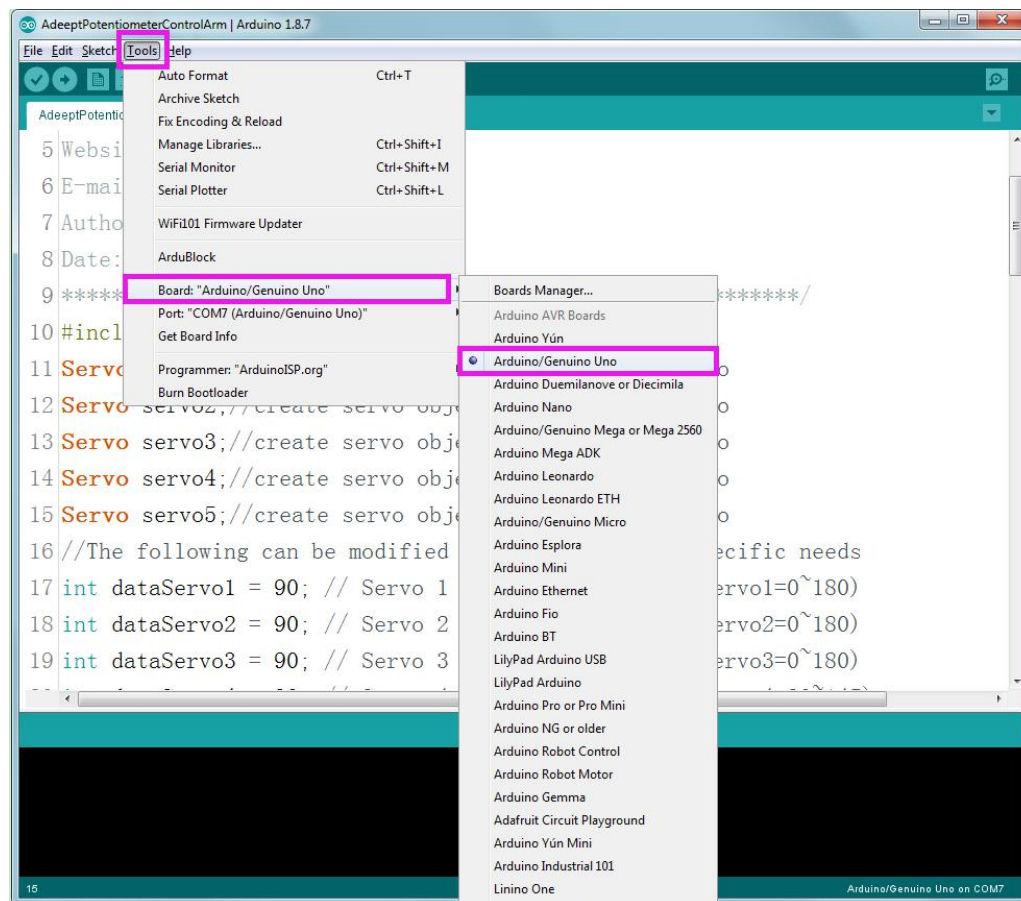 AdeeptPotentiometerControlArm | Arduino 1.8.7
File Edit Sketch Tools Help
Auto Format Ctrl+T
Archive Sketch
Fix Encoding & Reload
Manage Libraries... Ctrl+Shift+I
Serial Monitor Ctrl+Shift+M
Serial Plotter Ctrl+Shift+L
WiFi101 Firmware Updater
ArduBlock
Board: "Arduino/Genuino Uno"
Port: "COM7 (Arduino/Genuino Uno)"
Get Board Info
Programmer: "ArduinoISP.org"
Burn Bootloader
Boards Manager...
Arduino AVR Boards
Arduino Yún
Arduino/Genuino Uno
Arduino Duemilanove or Diecimila
Arduino Nano
Arduino/Genuino Mega or Mega 2560
Arduino Mega ADK
Arduino Leonardo
Arduino Leonardo ETH
Arduino/Genuino Micro
Arduino Esplora
Arduino Mini
Arduino Ethernet
Arduino Fio
Arduino BT
LilyPad Arduino USB
LilyPad Arduino
Arduino Pro or Pro Mini
Arduino NG or older
Arduino Robot Control
Arduino Robot Motor
Arduino Gemma
Adafruit Circuit Playground
Arduino Yún Mini
Arduino Industrial 101
Linino One
AdeeptPotentio
5 Websi
6 E-mai
7 Autho
8 Date:
9 ***** *******/
10 #incl
11 Servo o
12 Servo servo2;//create servo obje o
13 Servo servo3;//create servo obje o
14 Servo servo4;//create servo obje o
15 Servo servo5;//create servo obje o
16 //The following can be modified ecific needs
17 int dataServo1 = 90; // Servo 1 ervo1=0~180)
18 int dataServo2 = 90; // Servo 2 ervo2=0~180)
19 int dataServo3 = 90; // Servo 3 ervo3=0~180)
15 Arduino/Genuino Uno on COM7